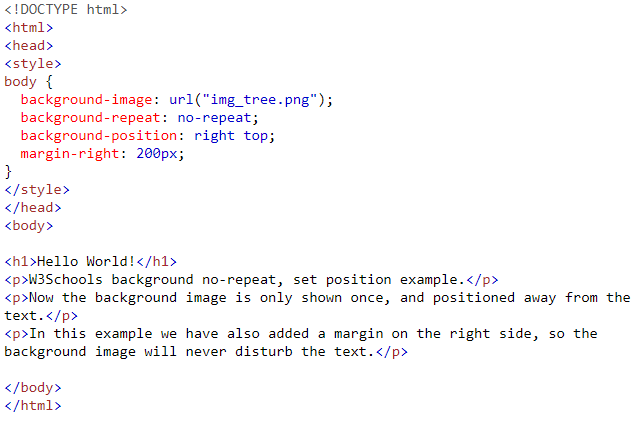 <!DOCTYPE html>
<html>
<head>
<style>
body {
  background-image: url("img_tree.png");
  background-repeat: no-repeat;
  background-position: right top;
  margin-right: 200px;
}
</style>
</head>
<body>

<h1>Hello World!</h1>
<p>W3Schools background no-repeat, set position example.</p>
<p>Now the background image is only shown once, and positioned away from the
text.</p>
<p>In this example we have also added a margin on the right side, so the
background image will never disturb the text.</p>

</body>
</html>